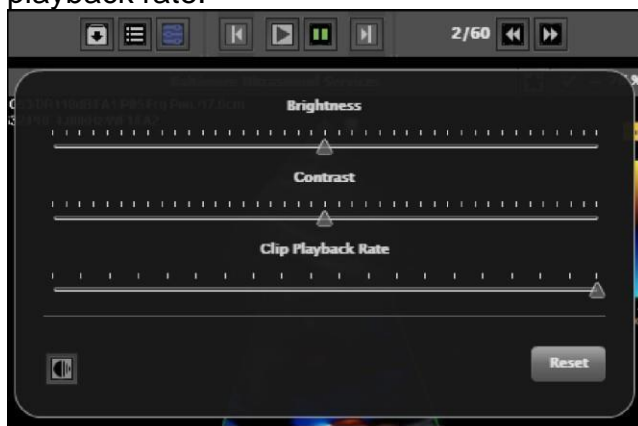 playback rate.
2/60
Brightness
Contrast
Clip Playback Rate
Reset